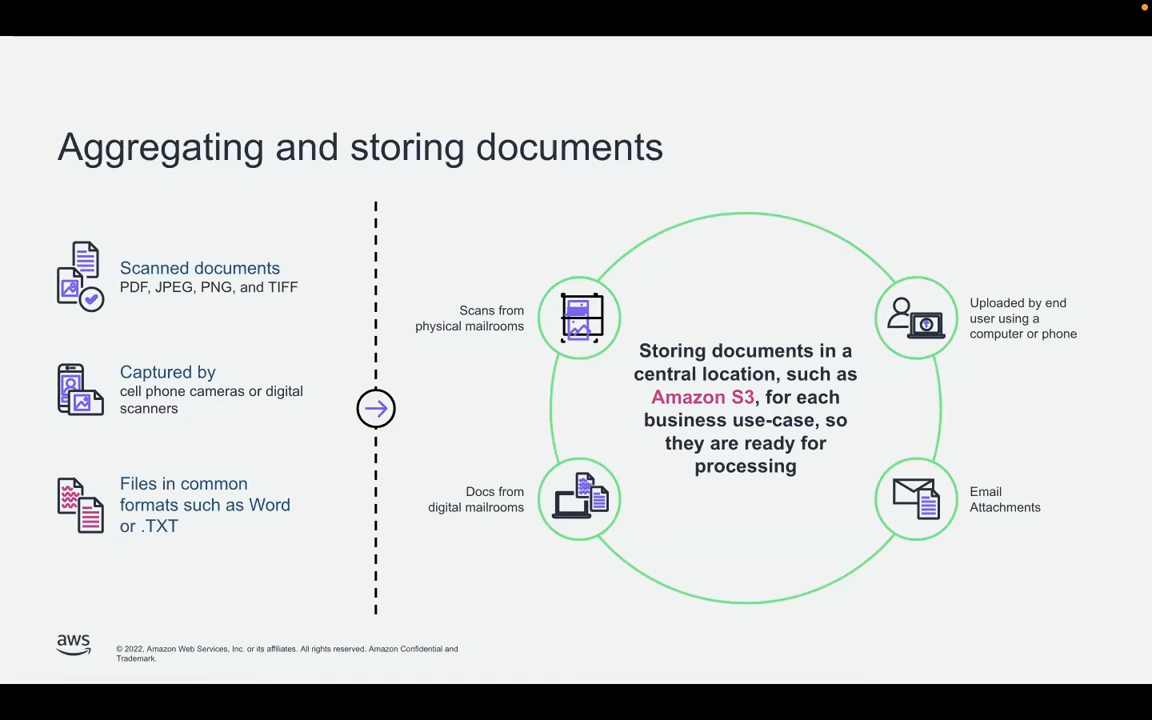 Aggregating and storing documents
Scanned documents
PDF, JPEG, PNG, and TIFF
Captured by
cell phone cameras or digital
scanners
Files in common
formats such as Word
or .TXT
Scans from
physical mailrooms
Docs from
digital mailrooms
Storing documents in a
central location, such as
Amazon S3, for each
business use-case, so
they are ready for
processing
Uploaded by end
user using a
computer or phone
Email
Attachments
aws
© 2022, Amazon Web Services, Inc. or its affiliates. All rights reserved. Amazon Confidential and
Trademark.